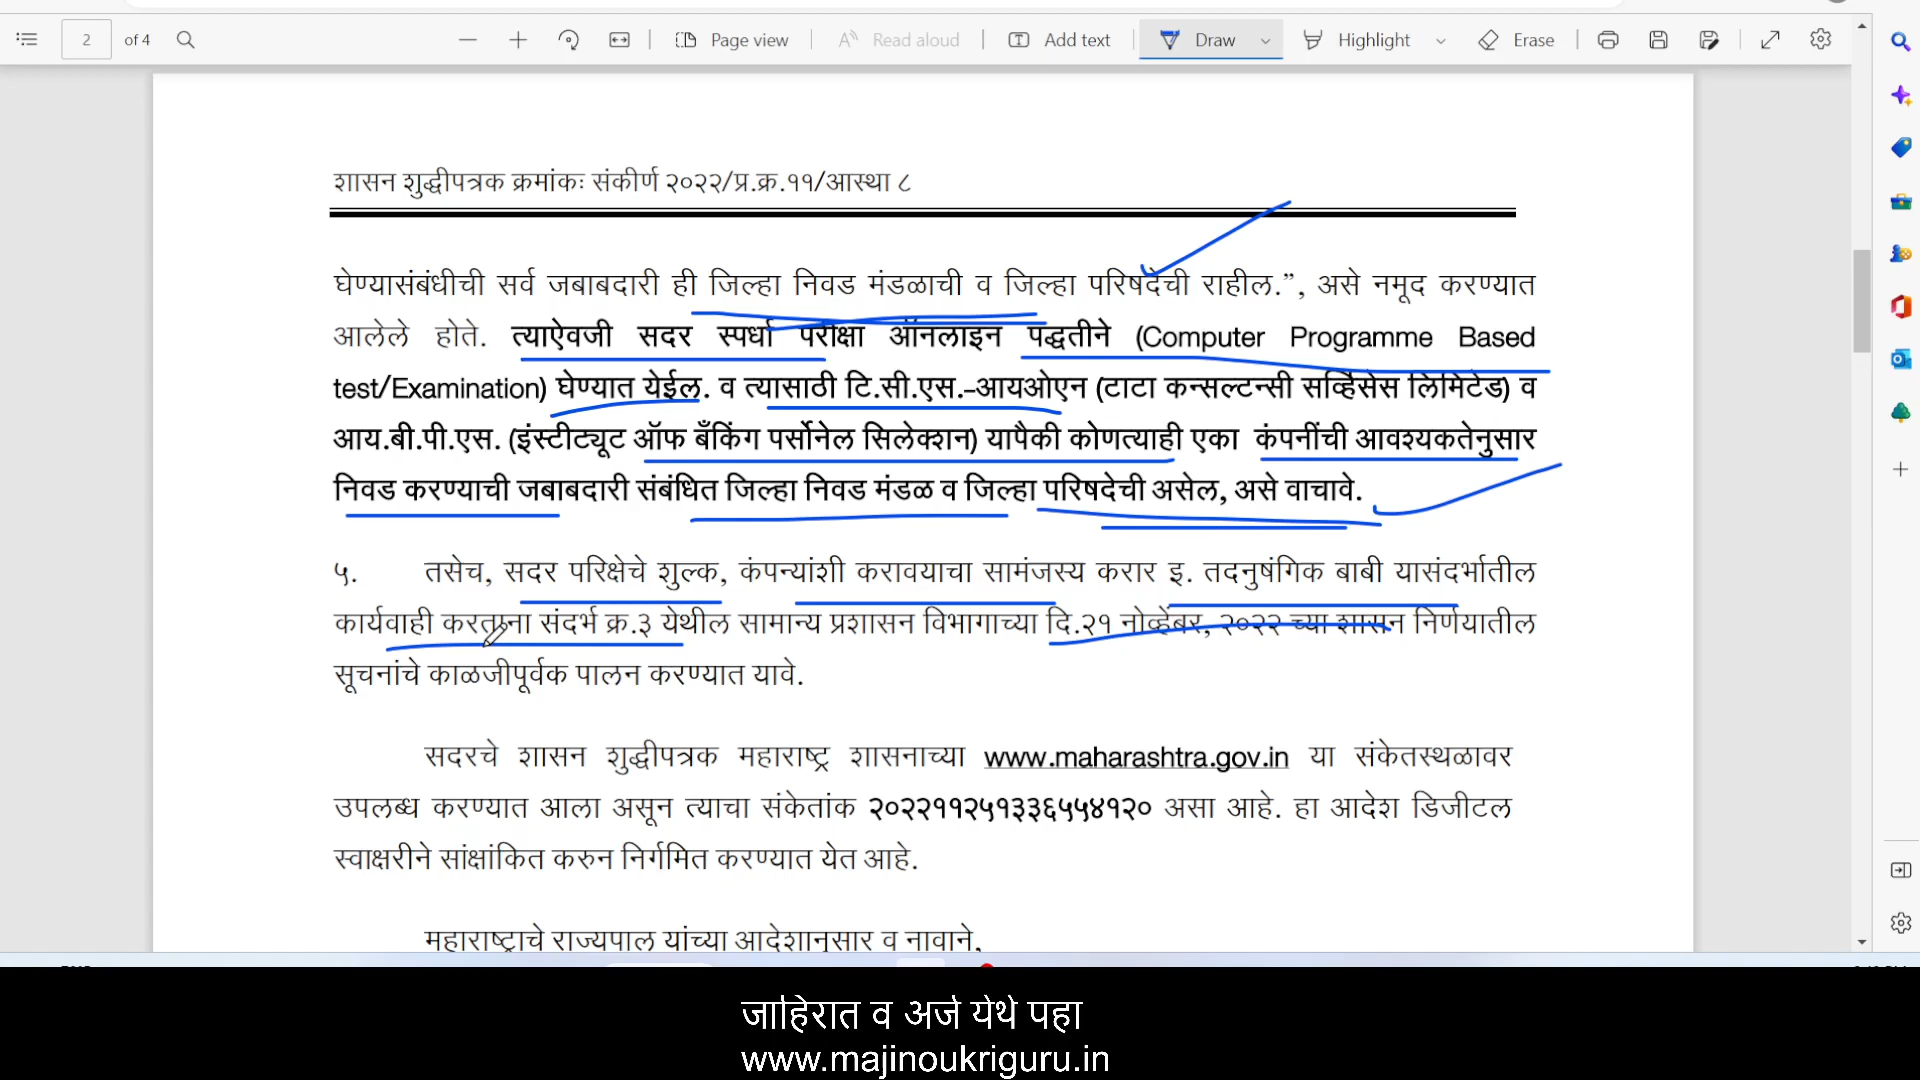 2 of 4 Page view Read aloud Add text Draw Highlight Erase
शासन शुद्धीपत्रक क्रमांकः संकीर्ण २०२२/प्र.क्र.११/आस्था ८
घेण्यासंबंधीची सर्व जबाबदारी ही जिल्हा निवड मंडळाची व जिल्हा परिषदेची राहील.”, असे नमूद करण्यात
आलेले होते. त्याऐवजी सदर स्पर्धा परीक्षा ऑनलाइन पद्धतीने (Computer Programme Based
test/Examination) घेण्यात येईल. व त्यासाठी टि.सी.एस.-आयओएन (टाटा कन्सल्टन्सी सर्व्हिसेस लिमिटेड) व
आय.बी.पी.एस. (इंस्टीट्युट ऑफ बँकिंग पर्सोनेल सिलेक्शन) यापैकी कोणत्याही एका कंपनींची आवश्यकतेनुसार
निवड करण्याची जबाबदारी संबंधित जिल्हा निवड मंडळ व जिल्हा परिषदेची असेल, असे वाचावे.
५. तसेच, सदर परिक्षेचे शुल्क, कंपन्यांशी करावयाचा सामंजस्य करार इ. तदनुषंगिक बाबी यासंदर्भातील
कार्यवाही करताना संदर्भ क्र.३ येथील सामान्य प्रशासन विभागाच्या दि.२१ नोव्हेंबर, २०२२ च्या शासन निर्णयातील
सूचनांचे काळजीपूर्वक पालन करण्यात यावे.
सदरचे शासन शुद्धीपत्रक महाराष्ट्र शासनाच्या www.maharashtra.gov.in या संकेतस्थळावर
उपलब्ध करण्यात आला असून त्याचा संकेतांक २०२२११२५१३३६५५४१२० असा आहे. हा आदेश डिजीटल
स्वाक्षरीने सांक्षांकित करुन निर्गमित करण्यात येत आहे.
महाराष्ट्राचे राज्यपाल यांच्या आदेशानुसार व नावाने,
जाहिरात व अर्ज येथे पहा
www.majinoukriguru.in